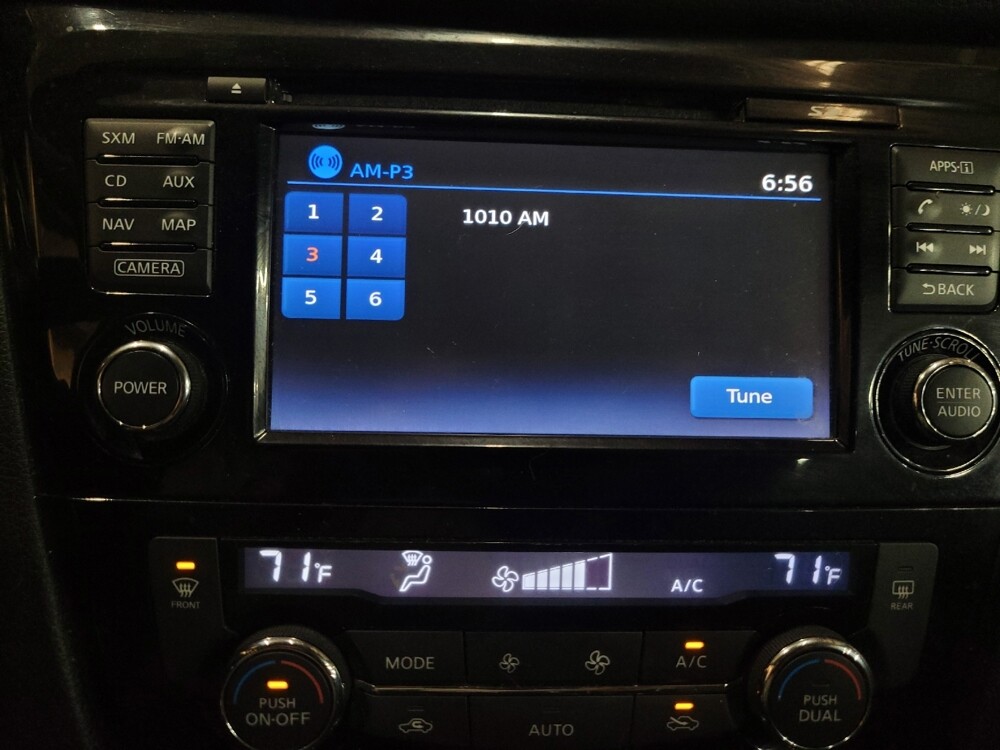 SXM FM·AM
CD AUX
NAV MAP
CAMERA
VOLUME
POWER
AM-P3
6:56
1 2
3 4
5 6
1010 AM
Tune
APPS·i
BACK
TUNE·SCROLL
ENTER
AUDIO
71°F
A/C
71°F
FRONT
REAR
PUSH
ON·OFF
MODE
A/C
AUTO
PUSH
DUAL